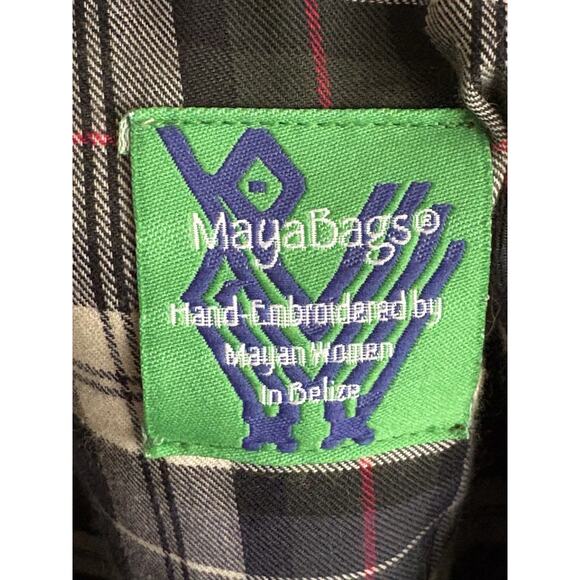 MayaBags®
Hand-Embroidered by
Mayan Women
In Belize